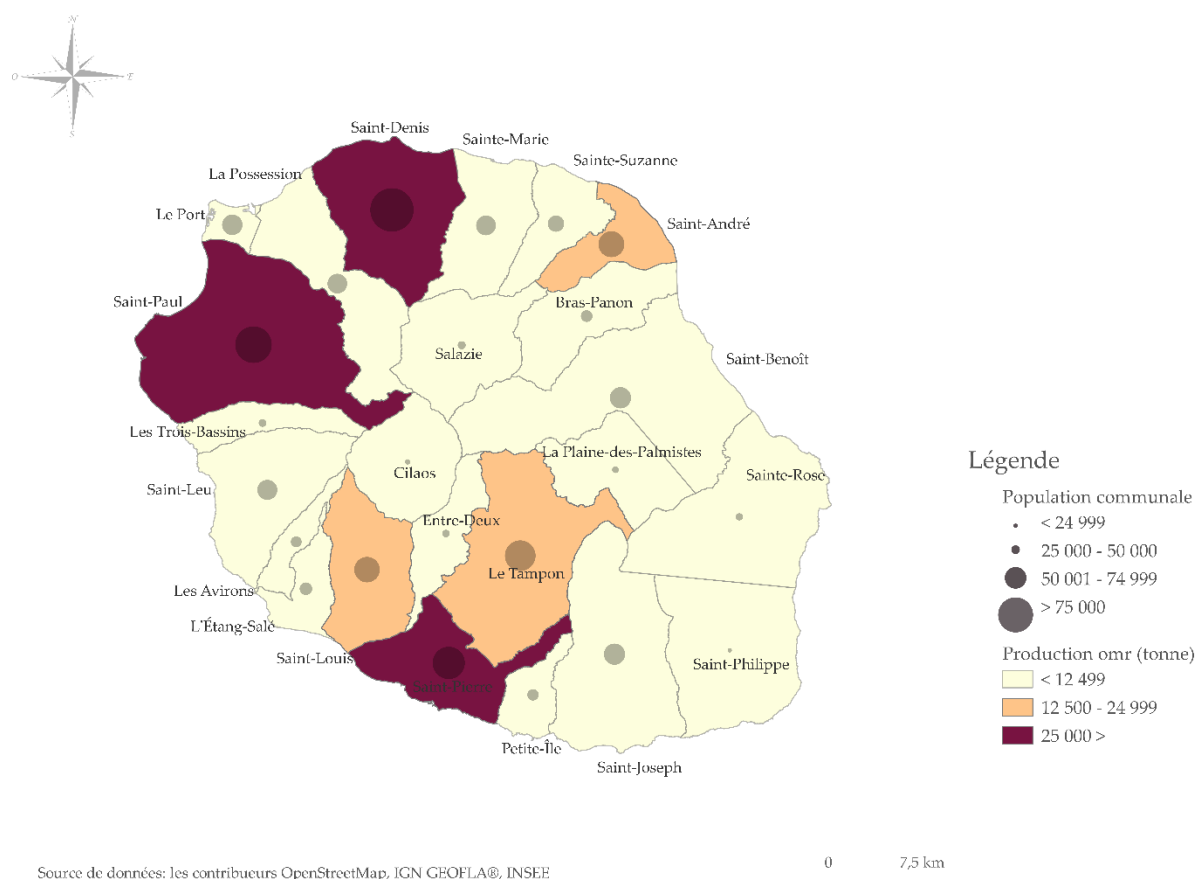 N
O
E
S
Saint-Denis
Sainte-Marie
Sainte-Suzanne
La Possession
Le Port
Saint-André
Saint-Paul
Bras-Panon
Salazie
Saint-Benoît
Les Trois-Bassins
La Plaine-des-Palmistes
Cilaos
Sainte-Rose
Saint-Leu
Entre-Deux
Le Tampon
Les Avirons
L'Étang-Salé
Saint-Louis
Saint-Philippe
Saint-Pierre
Petite-Île
Saint-Joseph
Légende
Population communale
< 24 999
25 000 - 50 000
50 001 - 74 999
> 75 000
Production omr (tonne)
< 12 499
12 500 - 24 999
25 000 >
0 7,5 km
Source de données: les contribueurs OpenStreetMap, IGN GEOFLA®, INSEE